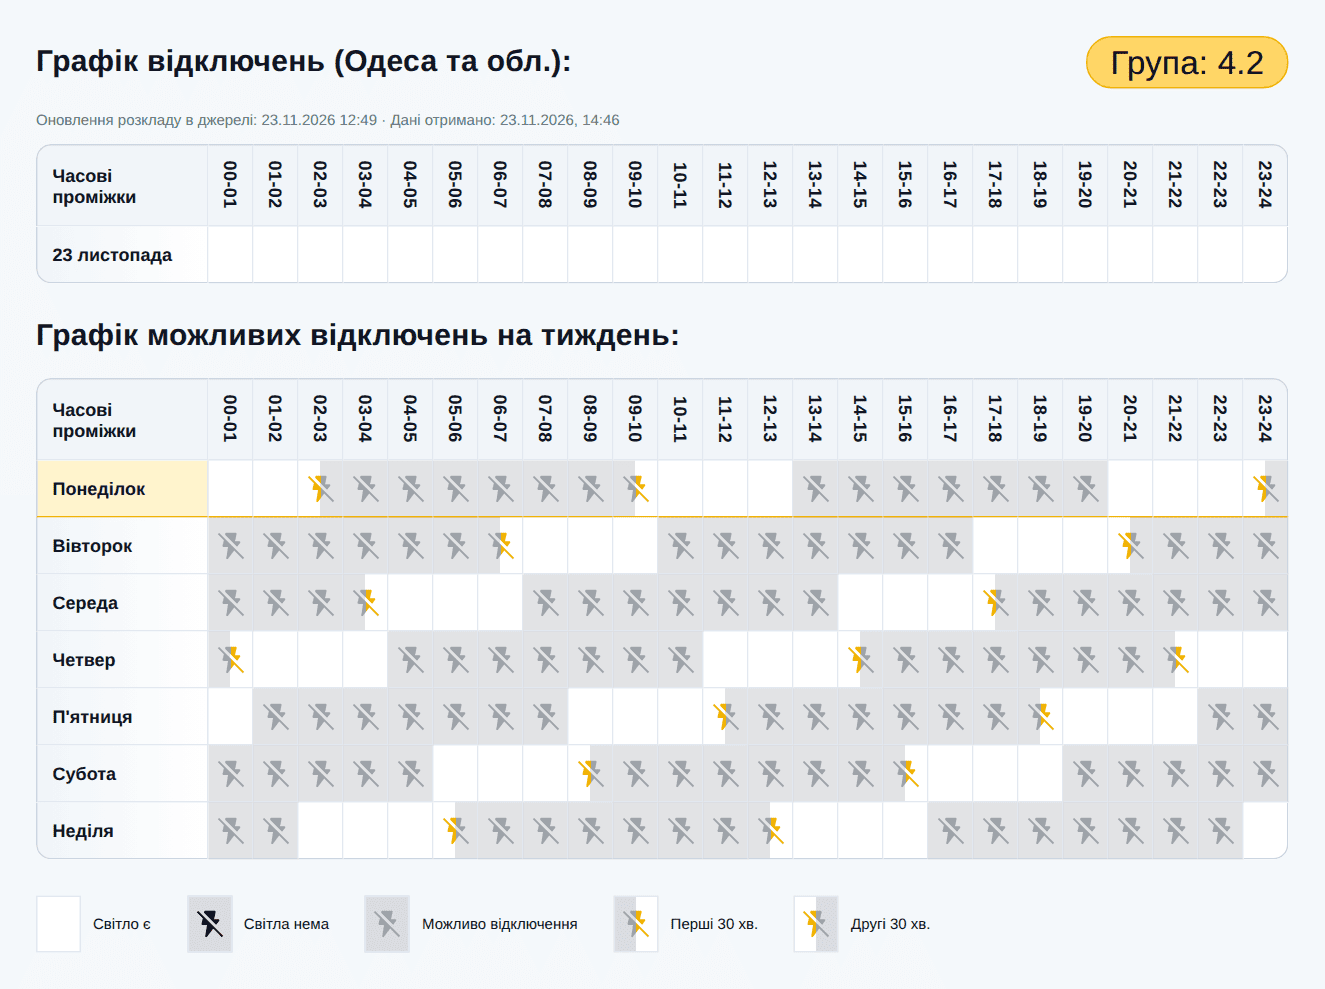 Графік відключень (Одеса та обл.):
Група: 4.2
Оновлення розкладу в джерелі: 23.11.2026 12:49 · Дані отримано: 23.11.2026, 14:46
Часові проміжки 00-01 01-02 02-03 03-04 04-05 05-06 06-07 07-08 08-09 09-10 10-11 11-12 12-13 13-14 14-15 15-16 16-17 17-18 18-19 19-20 20-21 21-22 22-23 23-24
23 листопада
Графік можливих відключень на тиждень:
Часові проміжки 00-01 01-02 02-03 03-04 04-05 05-06 06-07 07-08 08-09 09-10 10-11 11-12 12-13 13-14 14-15 15-16 16-17 17-18 18-19 19-20 20-21 21-22 22-23 23-24
Понеділок
Вівторок
Середа
Четвер
П'ятниця
Субота
Неділя
Світло є Світла нема Можливо відключення Перші 30 хв. Другі 30 хв.